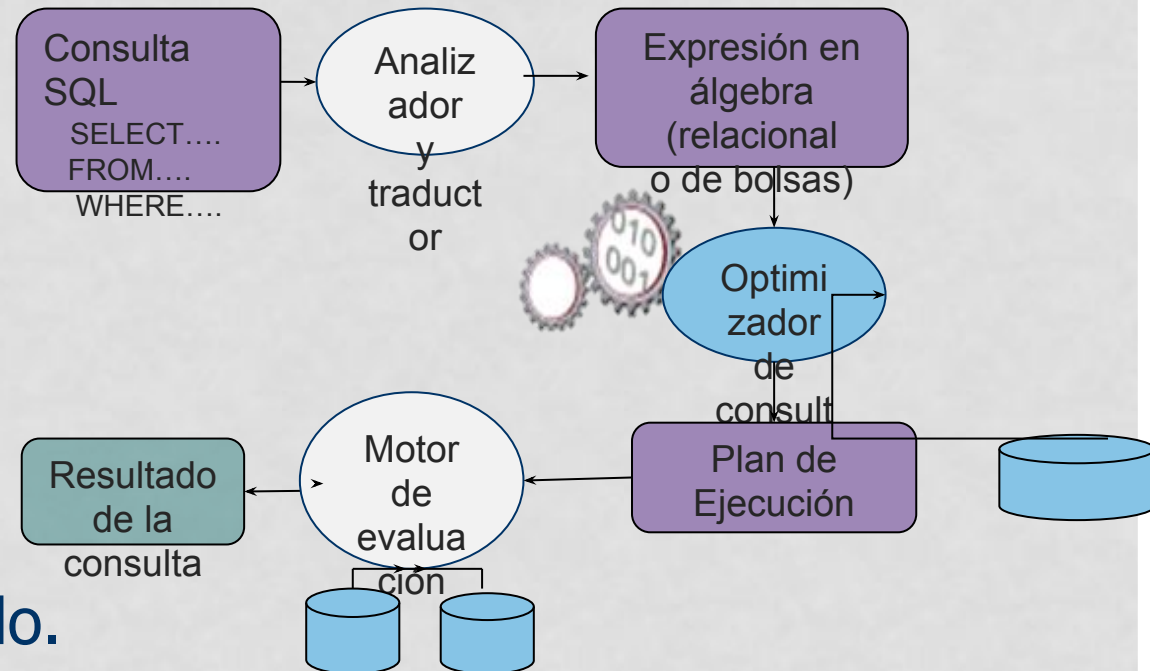 Consulta
SQL
SELECT….
FROM….
WHERE….
Analiz
ador
y
traduct
or
Expresión en
álgebra
(relacional
o de bolsas)
010
001
Optimi
zador
de
consult
Plan de
Ejecución
Motor
de
evalua
ción
Resultado
de la
consulta
lo.